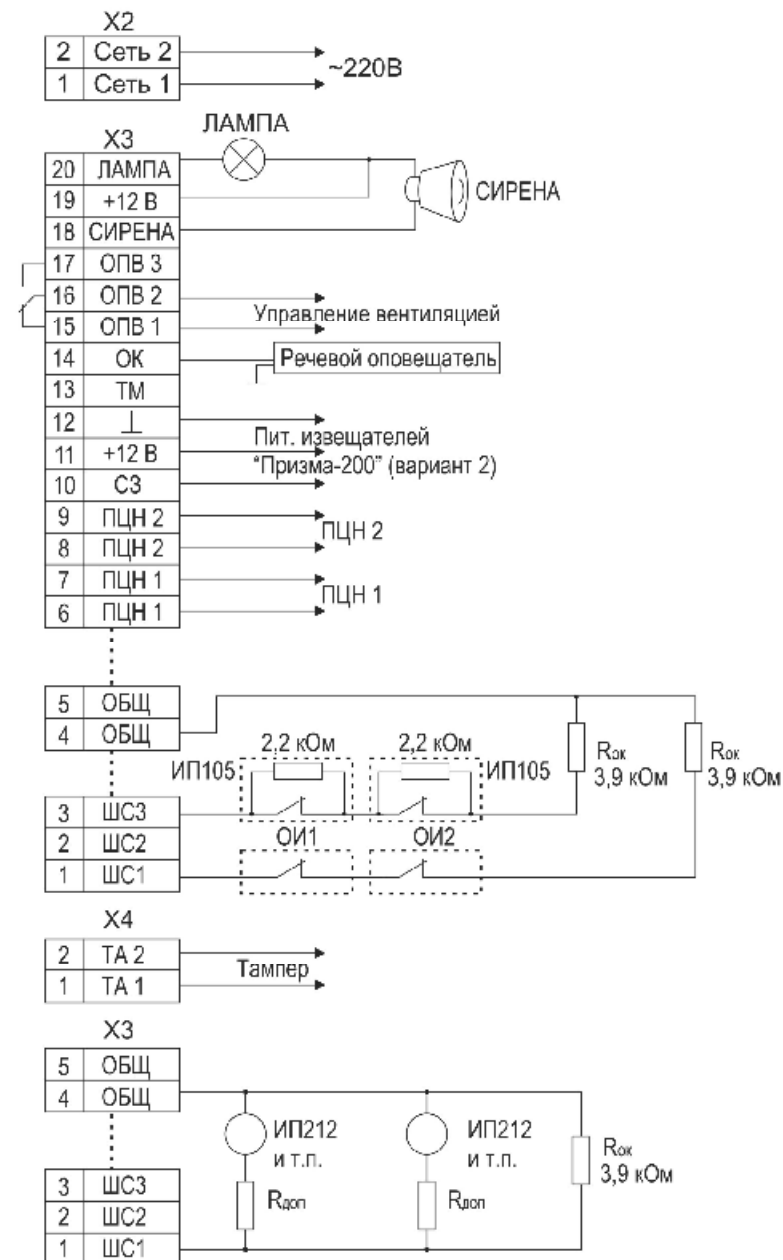 X2
2 Сеть 2
~220В
1 Сеть 1
ЛАМПА
X3
20 ЛАМПА
19 +12 В
СИРЕНА
18 СИРЕНА
17 ОПВ 3
16 ОПВ 2
Управление вентиляцией
15 ОПВ 1
14 ОК
Речевой оповещатель
13 ТМ
12 ⊥
Пит. извещателей
11 +12 В
"Призма-200" (вариант 2)
10 СЗ
9 ПЦН 2
ПЦН 2
8 ПЦН 2
7 ПЦН 1
ПЦН 1
6 ПЦН 1
5 ОБЩ
4 ОБЩ
2,2 кОм 2,2 кОм
Rок Rок
3,9 кОм 3,9 кОм
ИП105 ИП105
3 ШС3
2 ШС2
ОИ1 ОИ2
1 ШС1
X4
2 ТА 2
Тампер
1 ТА 1
X3
5 ОБЩ
4 ОБЩ
ИП212 ИП212
и т.п. и т.п.
Rок
3,9 кОм
3 ШС3
Rдоп Rдоп
2 ШС2
1 ШС1